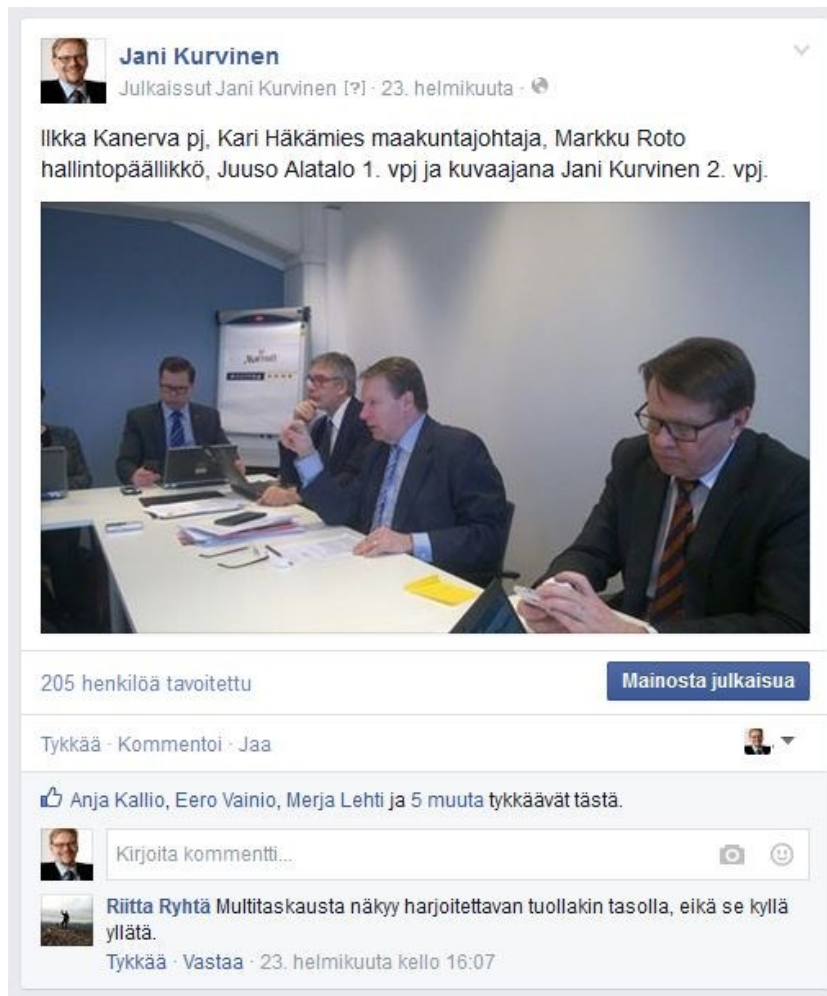 Jani Kurvinen
Julkaissut Jani Kurvinen [?] · 23. helmikuuta ·
Ilkka Kanerva pj, Kari Häkämies maakuntajohtaja, Markku Roto
hallintopäällikkö, Juuso Alatalo 1. vpj ja kuvaajana Jani Kurvinen 2. vpj.
Marriott
205 henkilöä tavoitettu
Mainosta julkaisua
Tykkää · Kommentoi · Jaa
Anja Kallio, Eero Vainio, Merja Lehti ja 5 muuta tykkäävät tästä.
Kirjoita kommentti...
Riitta Ryhtä Multitaskausta näkyy harjoitettavan tuollakin tasolla, eikä se kyllä
yllätä.
Tykkää · Vastaa · 23. helmikuuta kello 16:07